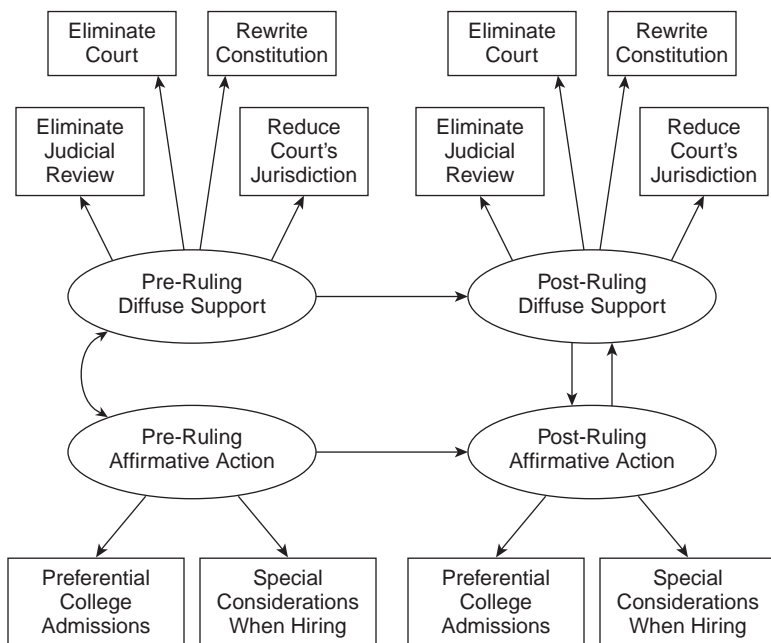 Eliminate
Court
Rewrite
Constitution
Eliminate
Court
Rewrite
Constitution
Eliminate
Judicial
Review
Reduce
Court's
Jurisdiction
Eliminate
Judicial
Review
Reduce
Court's
Jurisdiction
Pre-Ruling
Diffuse Support
Post-Ruling
Diffuse Support
Pre-Ruling
Affirmative Action
Post-Ruling
Affirmative Action
Preferential
College
Admissions
Special
Considerations
When Hiring
Preferential
College
Admissions
Special
Considerations
When Hiring